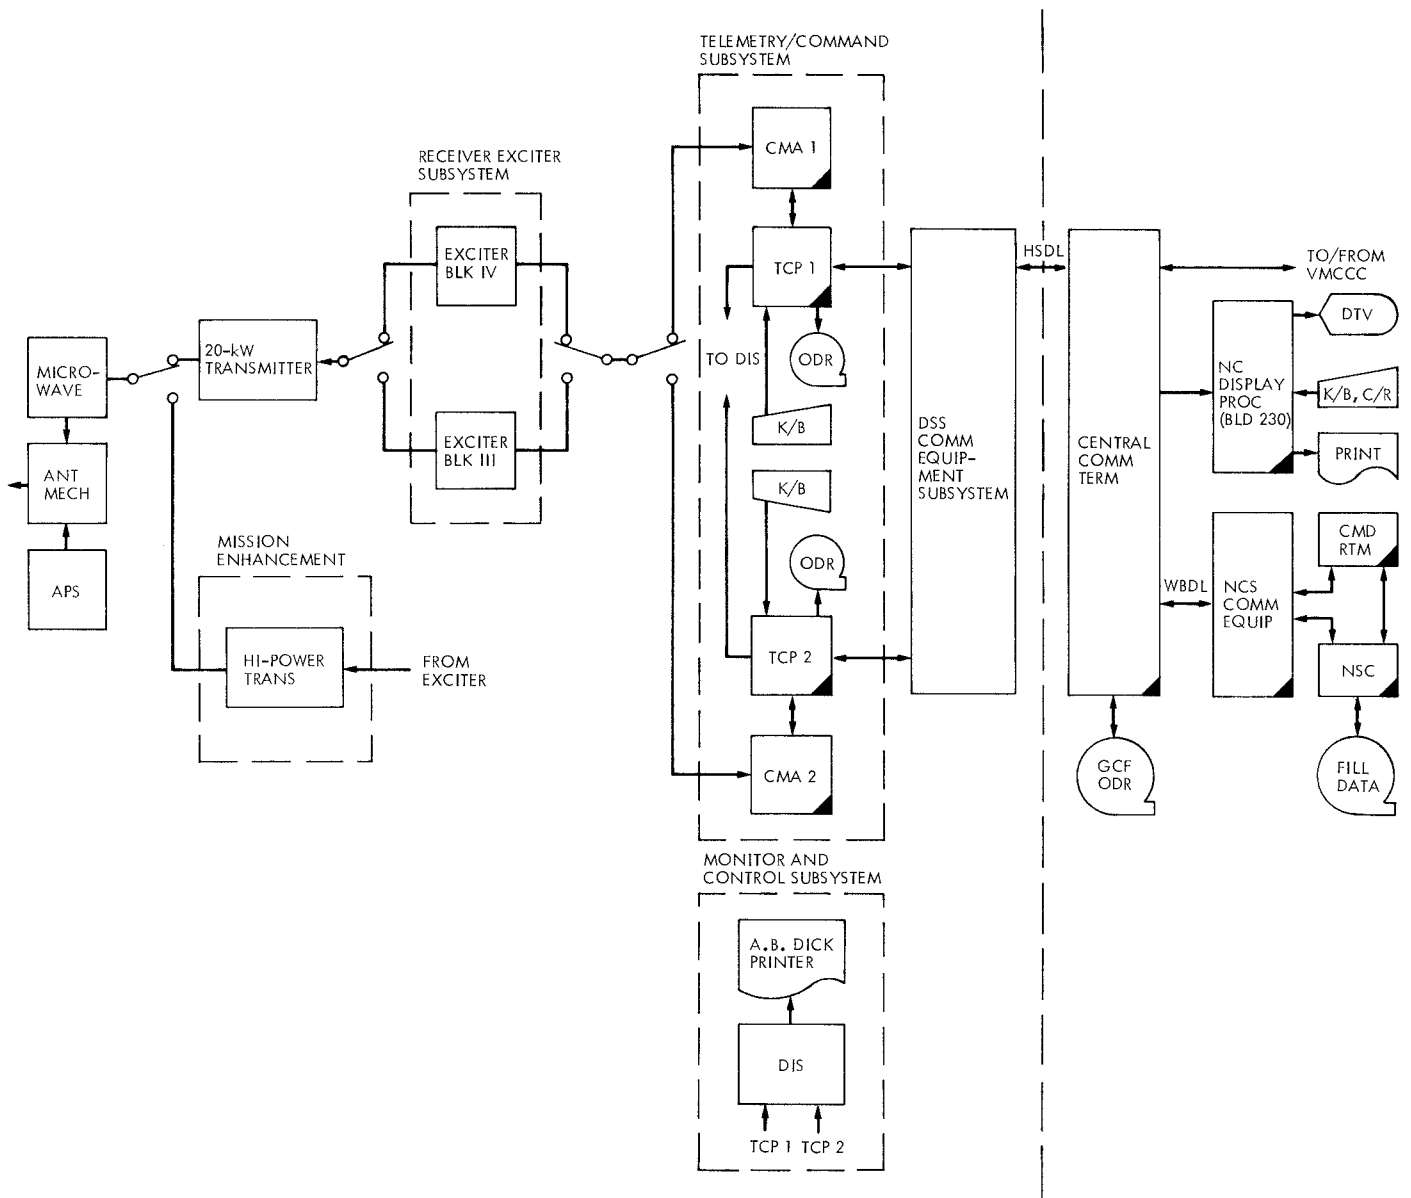 TELEMETRY/COMMAND
SUBSYSTEM
CMA 1
RECEIVER EXCITER
SUBSYSTEM
EXCITER
BLK IV
TCP 1
HSDL
TO/FROM
VMCCC
DTV
20-kW
TRANSMITTER
MICRO-
WAVE
TO DIS
ODR
NC
DISPLAY
PROC
(BLD 230)
K/B, C/R
K/B
DSS
COMM
EQUIP-
MENT
SUBSYSTEM
CENTRAL
COMM
TERM
EXCITER
BLK III
PRINT
ANT
MECH
K/B
MISSION
ENHANCEMENT
ODR
CMD
RTM
APS
WBDL
NCS
COMM
EQUIP
HI-POWER
TRANS
FROM
EXCITER
TCP 2
NSC
CMA 2
GCF
ODR
FILL
DATA
MONITOR AND
CONTROL SUBSYSTEM
A.B. DICK
PRINTER
DIS
TCP 1 TCP 2